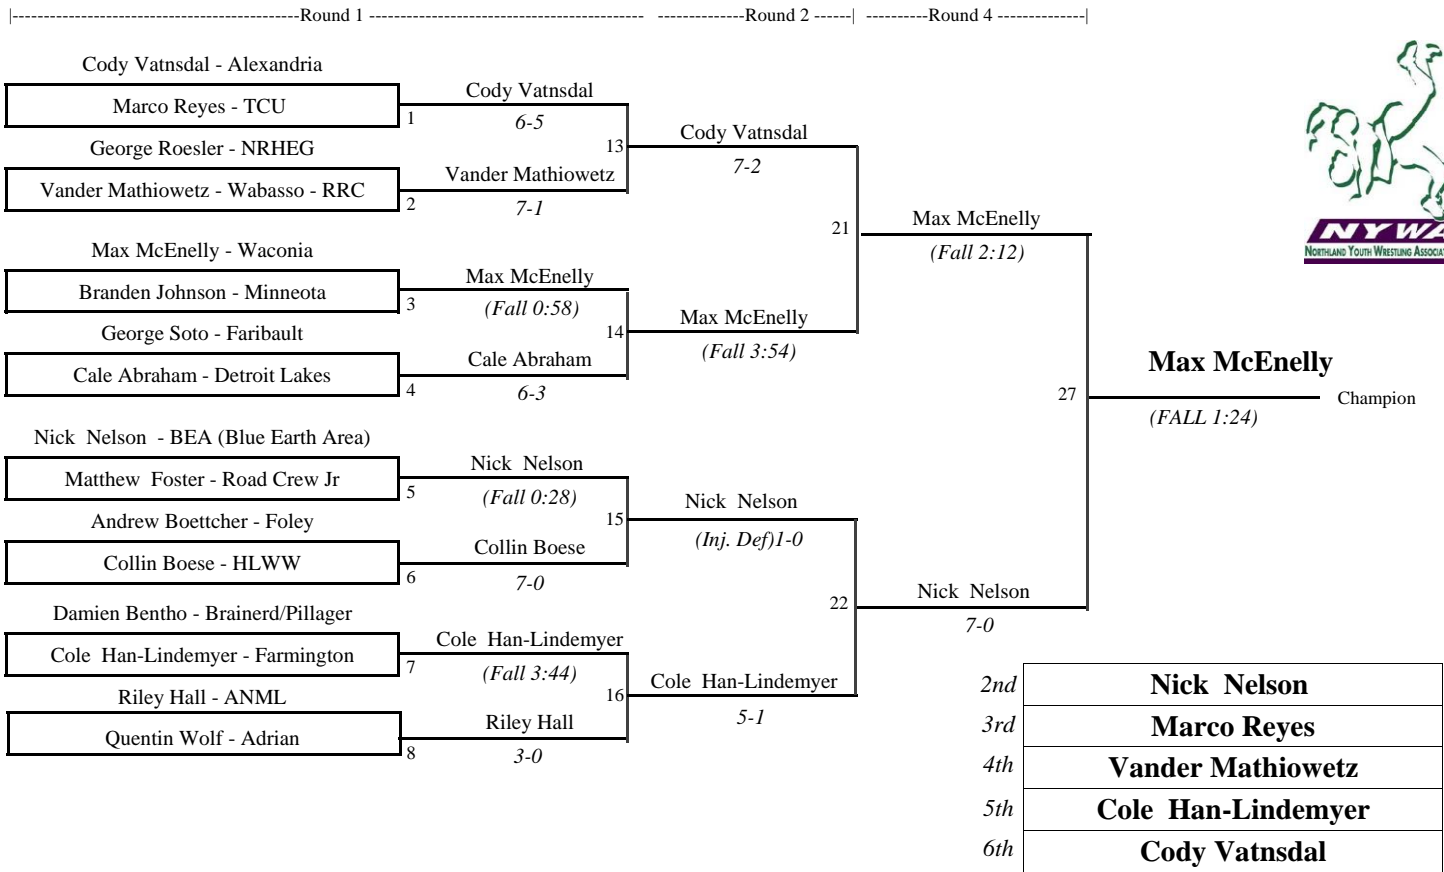 |----------------------------------------------Round 1 -------------------------------------------- --------------Round 2 ------| ----------Round 4 --------------|
Cody Vatnsdal - Alexandria
Marco Reyes - TCU
1
George Roesler - NRHEG
Vander Mathiowetz - Wabasso - RRC
2
Max McEnelly - Waconia
Branden Johnson - Minneota
3
George Soto - Faribault
Cale Abraham - Detroit Lakes
4
Nick Nelson - BEA (Blue Earth Area)
Matthew Foster - Road Crew Jr
5
Andrew Boettcher - Foley
Collin Boese - HLWW
6
Damien Bentho - Brainerd/Pillager
Cole Han-Lindemyer - Farmington
7
Riley Hall - ANML
Quentin Wolf - Adrian
8
Cody Vatnsdal
6-5
13
Vander Mathiowetz
7-1
Max McEnelly
(Fall 0:58)
14
Cale Abraham
6-3
Nick Nelson
(Fall 0:28)
15
Collin Boese
7-0
Cole Han-Lindemyer
(Fall 3:44)
16
Riley Hall
3-0
Cody Vatnsdal
7-2
21
Max McEnelly
(Fall 3:54)
Nick Nelson
(Inj. Def)1-0
22
Cole Han-Lindemyer
5-1
Max McEnelly
(Fall 2:12)
27
Nick Nelson
7-0
Max McEnelly
Champion
(FALL 1:24)
NYWA
NORTHLAND YOUTH WRESTLING ASSOCIAT
2nd Nick Nelson
3rd Marco Reyes
4th Vander Mathiowetz
5th Cole Han-Lindemyer
6th Cody Vatnsdal